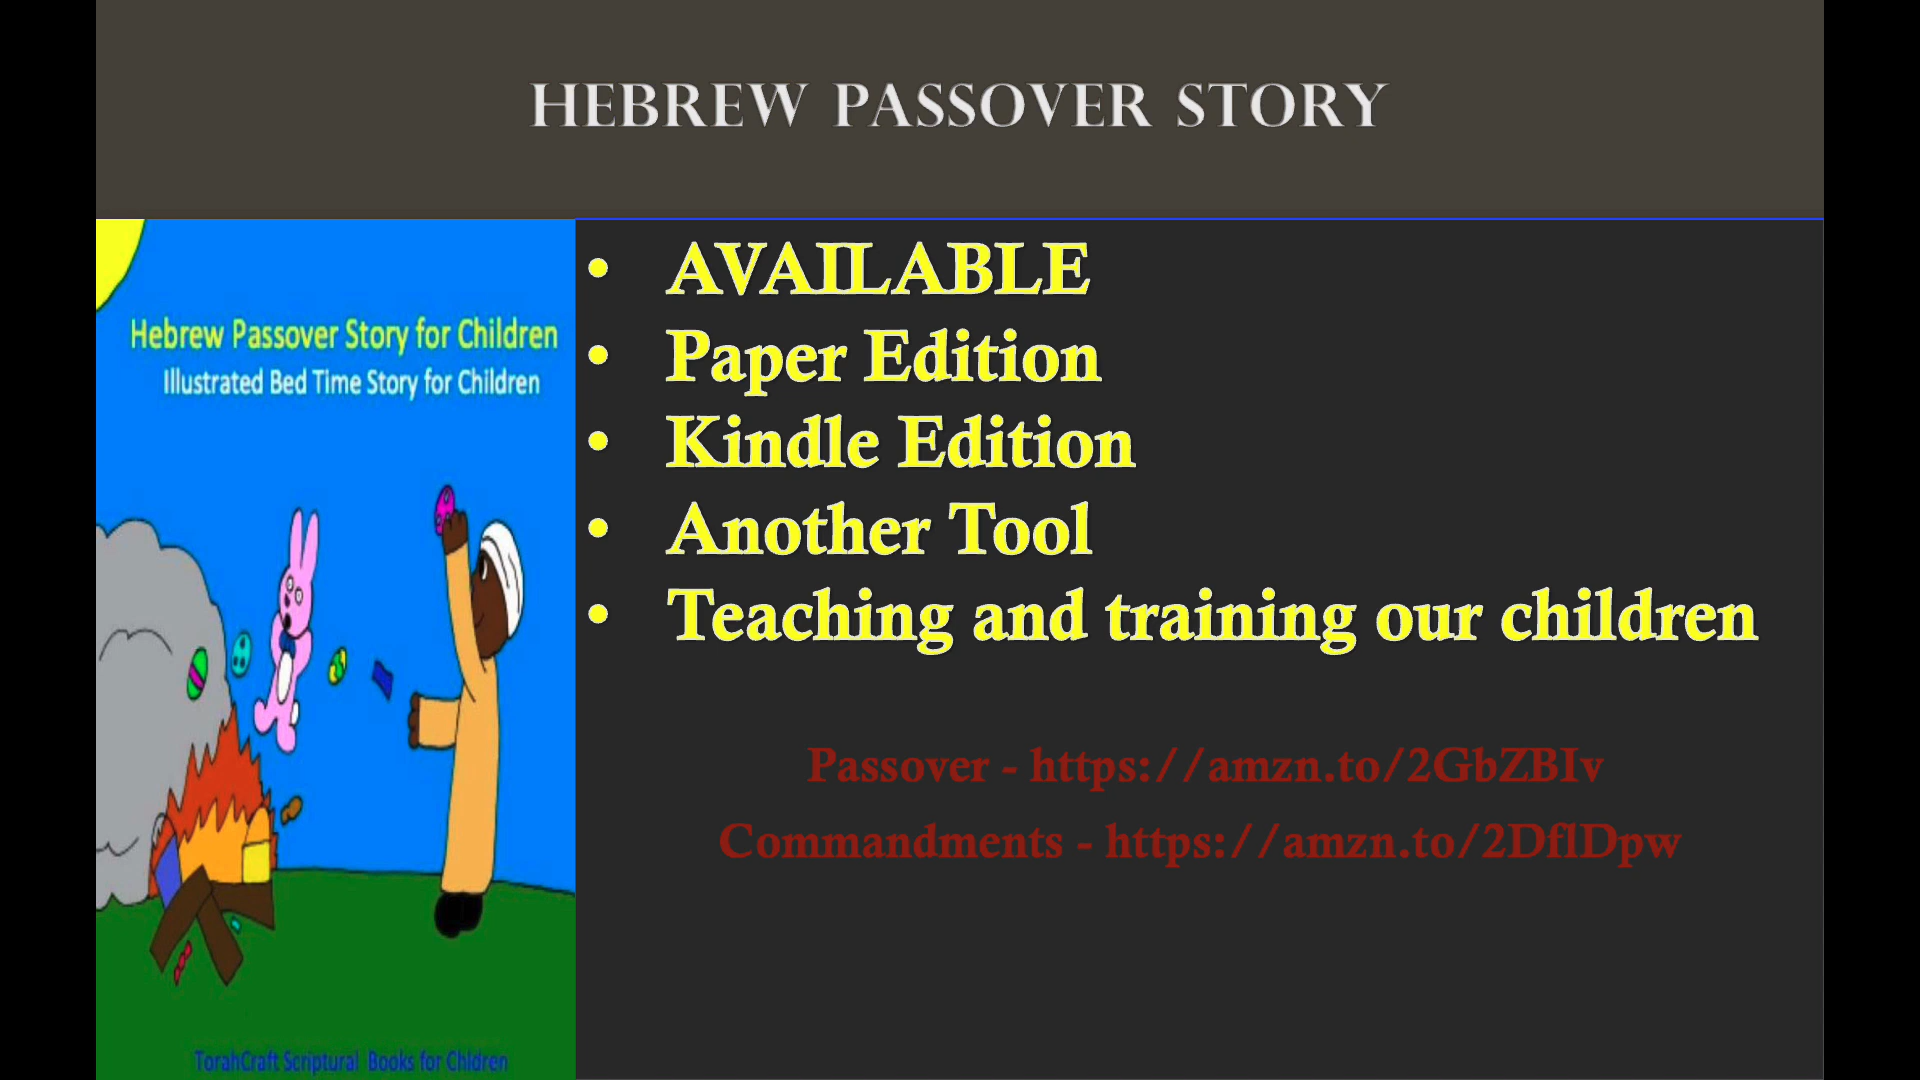 HEBREW PASSOVER STORY
Hebrew Passover Story for Children
Illustrated Bed Time Story for Children
TorahCraft Scriptural Books for Children
• AVAILABLE
• Paper Edition
• Kindle Edition
• Another Tool
• Teaching and training our children
Passover - https://amzn.to/2GbZBIv
Commandments - https://amzn.to/2DflDpw